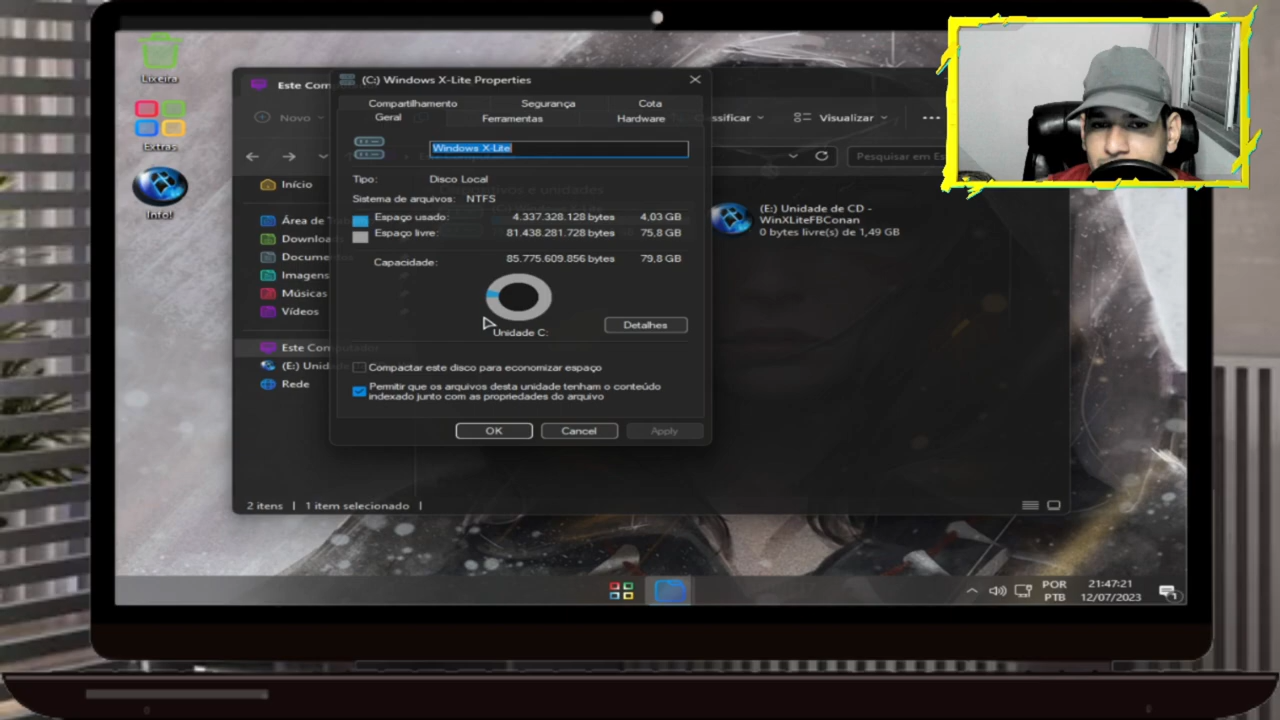 Lixeira
Extras
Info!
Este Com
(C:) Windows X-Lite Properties
Compartilhamento
Segurança
Cota
Geral
Ferramentas
Hardware
Novo
ssificar
Visualizar
Windows X-Lite
Pesquisar em Es
Tipo:
Disco Local
Sistema de arquivos:
NTFS
Espaço usado:
4.337.328.128 bytes
4,03 GB
Espaço livre:
81.438.281.728 bytes
75,8 GB
Capacidade:
85.775.609.856 bytes
79,8 GB
Unidade C:
Detalhes
Compactar este disco para economizar espaço
Permitir que os arquivos desta unidade tenham o conteúdo
indexado junto com as propriedades do arquivo
OK
Cancel
Apply
Início
Área de T
Downloa
Docume
Imagens
Músicas
Vídeos
Este Computador
(E:) Unid
Rede
(E:) Unidade de CD -
WinXLiteFBConan
0 bytes livre(s) de 1,49 GB
2 itens | 1 item selecionado |
POR
PTB
21:47:21
12/07/2023
1